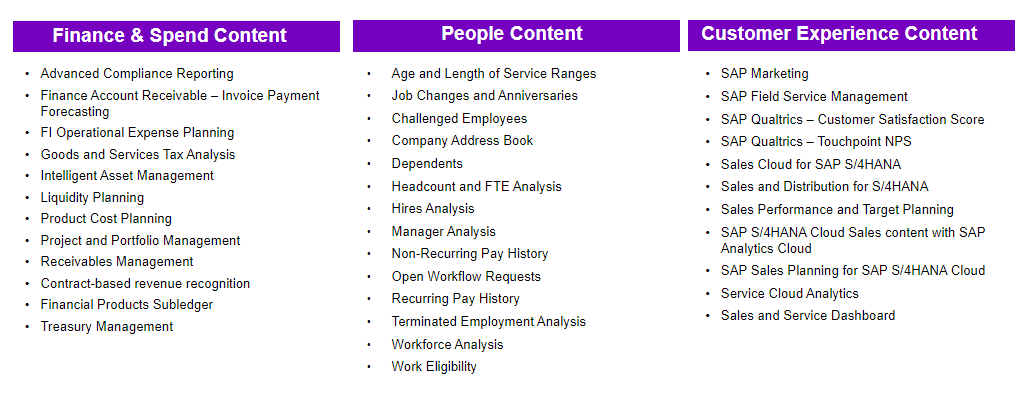 Finance & Spend Content
• Advanced Compliance Reporting
• Finance Account Receivable – Invoice Payment
Forecasting
• FI Operational Expense Planning
• Goods and Services Tax Analysis
• Intelligent Asset Management
• Liquidity Planning
• Product Cost Planning
• Project and Portfolio Management
• Receivables Management
• Contract-based revenue recognition
• Financial Products Subledger
• Treasury Management
People Content
• Age and Length of Service Ranges
• Job Changes and Anniversaries
• Challenged Employees
• Company Address Book
• Dependents
• Headcount and FTE Analysis
• Hires Analysis
• Manager Analysis
• Non-Recurring Pay History
• Open Workflow Requests
• Recurring Pay History
• Terminated Employment Analysis
• Workforce Analysis
• Work Eligibility
Customer Experience Content
• SAP Marketing
• SAP Field Service Management
• SAP Qualtrics – Customer Satisfaction Score
• SAP Qualtrics – Touchpoint NPS
• Sales Cloud for SAP S/4HANA
• Sales and Distribution for S/4HANA
• Sales Performance and Target Planning
• SAP S/4HANA Cloud Sales content with SAP
Analytics Cloud
• SAP Sales Planning for SAP S/4HANA Cloud
• Service Cloud Analytics
• Sales and Service Dashboard